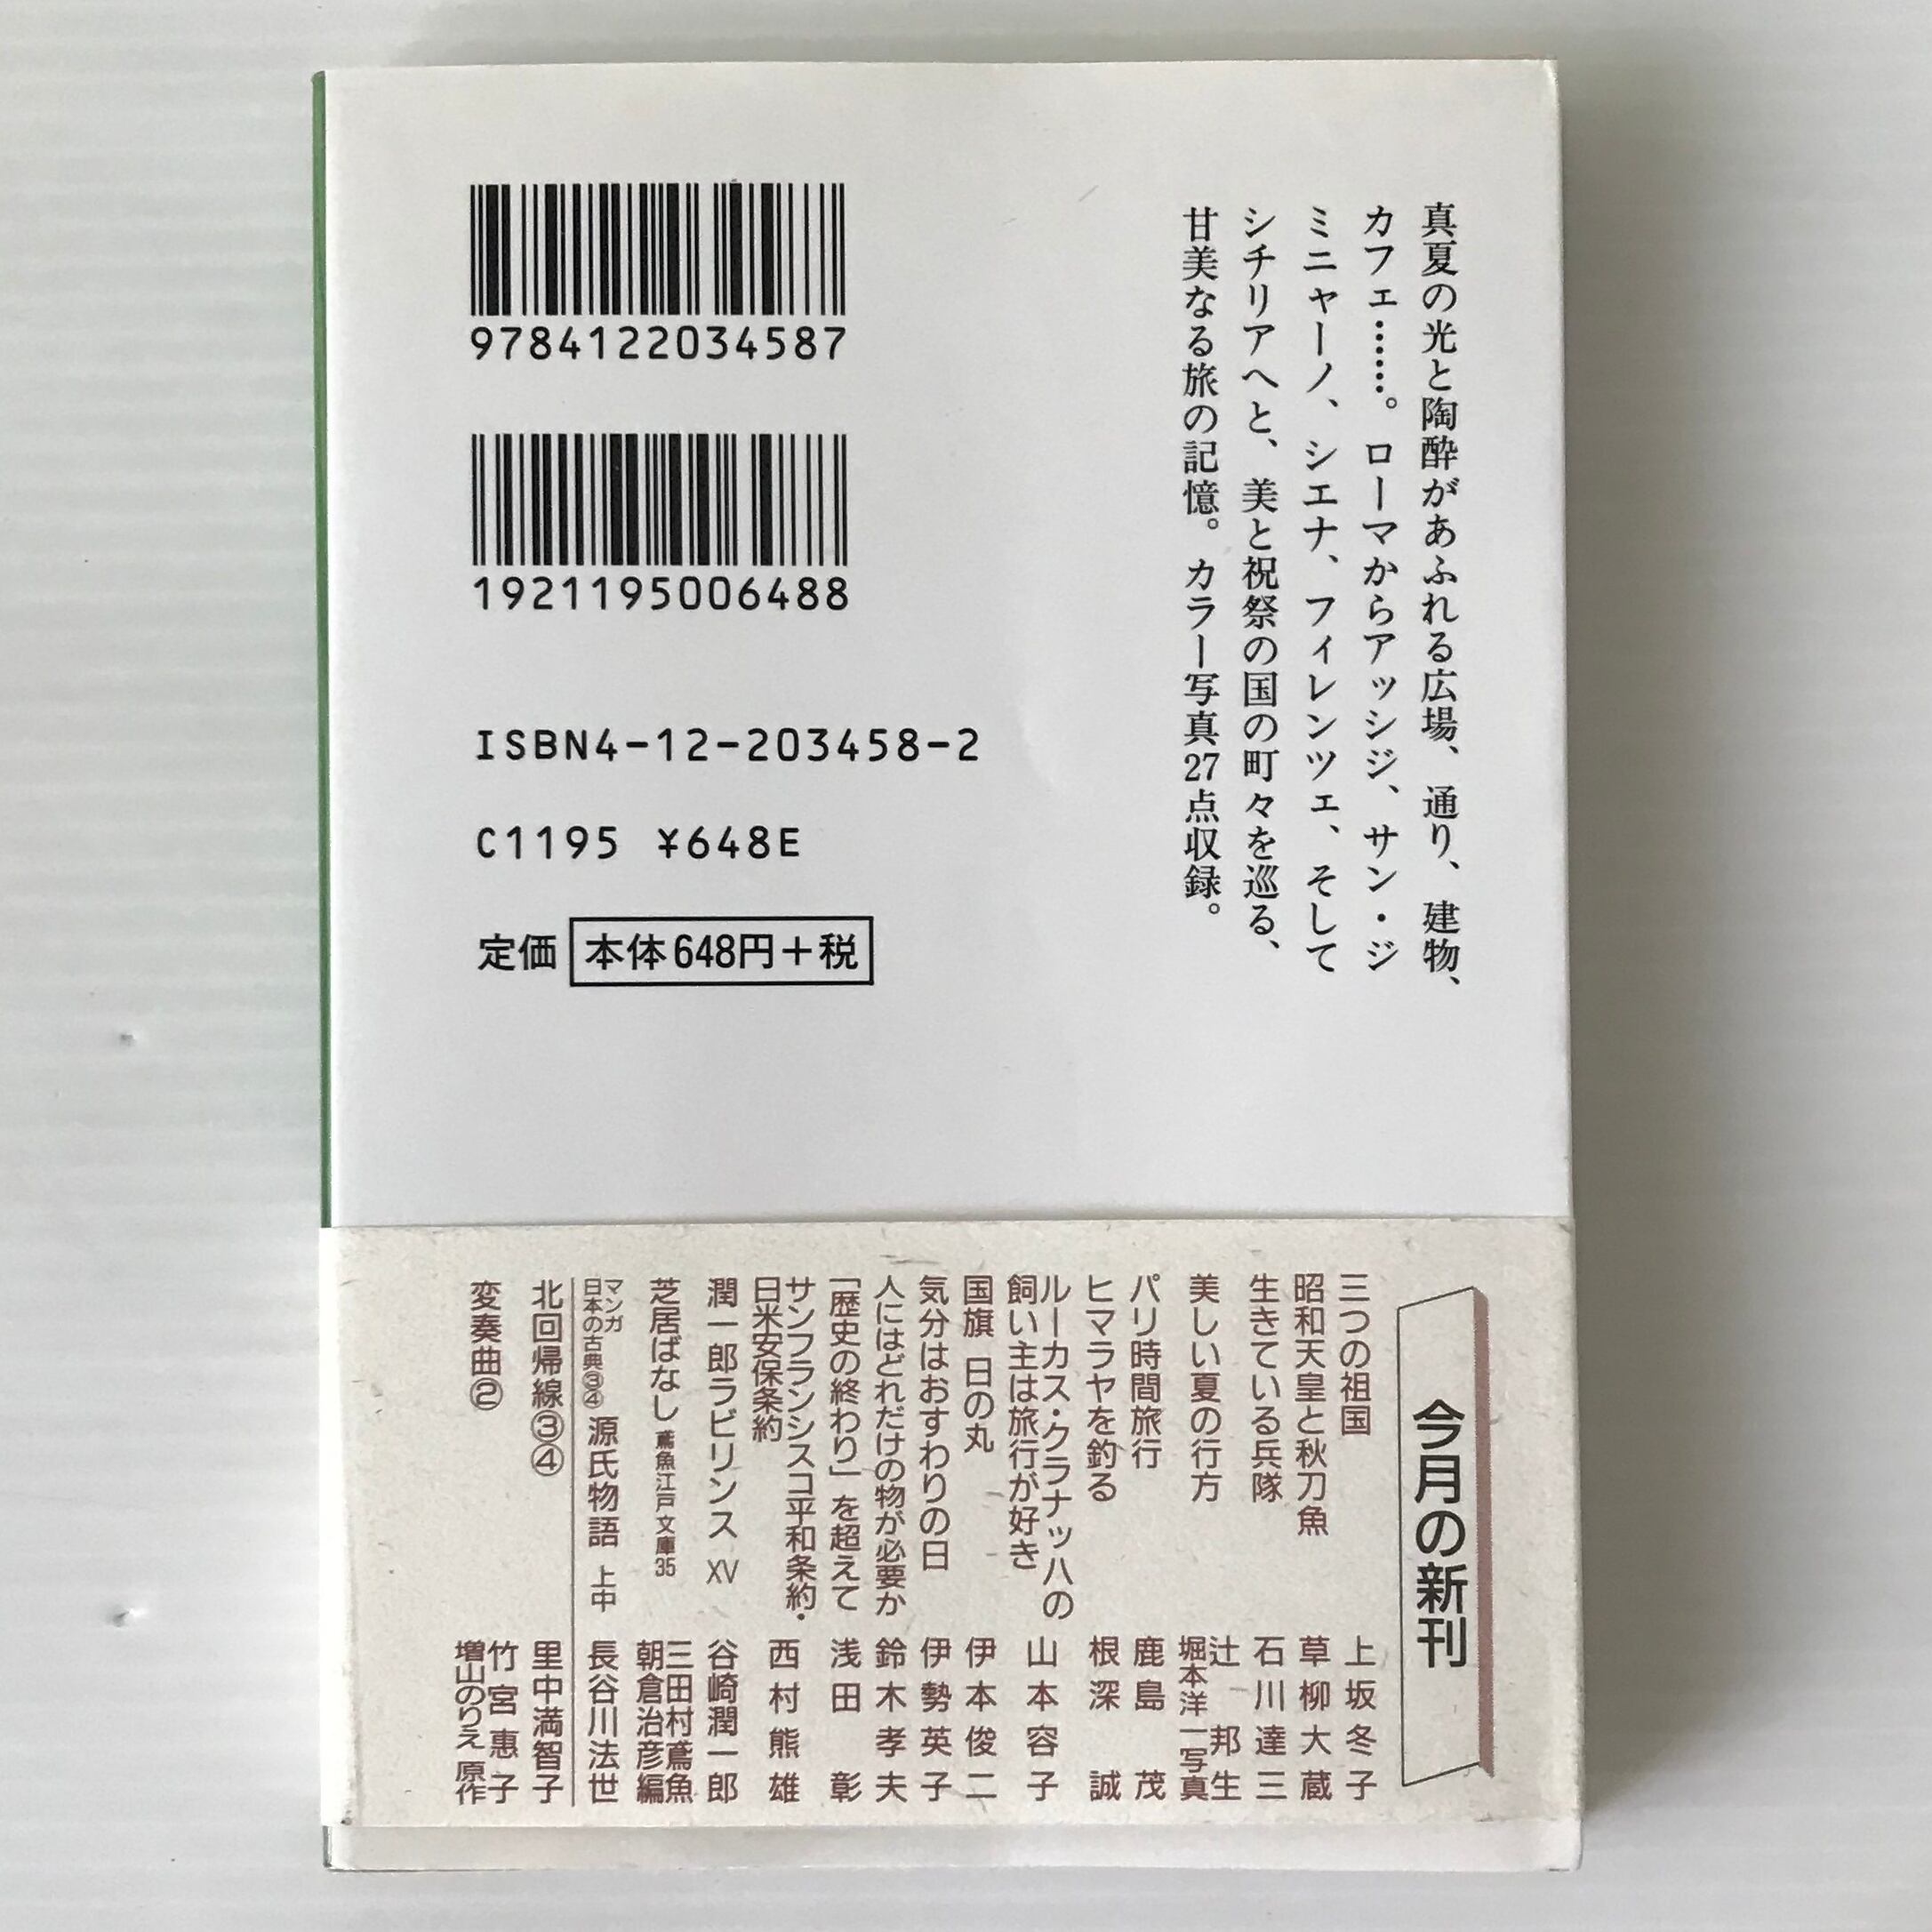 真夏の光と陶酔があふれる広場、通り、建物、
カフェ……。ローマからアッシジ、サン・ジ
ミニャーノ、シエナ、フィレンツェ、そして
シチリアへと、美と祝祭の国の町々を巡る、
甘美なる旅の記憶。カラー写真27点収録。
9784122034587
1921195006488
ISBN4-12-203458-2
C1195 ¥648E
定価 本体648円+税
今月の新刊
三つの祖国 上坂冬子
昭和天皇と秋刀魚 草柳大蔵
生きている兵隊 石川達三
美しい夏の行方 辻邦生
堀本洋一写真
パリ時間旅行 鹿島茂
ヒマラヤを釣る 根深誠
ルーカス・クラナッハの
飼い主は旅行が好き 山本容子
国旗 日の丸 伊本俊二
気分はおすわりの日 伊勢英子
人にはどれだけの物が必要か 鈴木孝夫
「歴史の終わり」を超えて 浅田彰
サンフランシスコ平和条約・
日米安保条約 西村熊雄
潤一郎ラビリンス XV 谷崎潤一郎
芝居ばなし 鳶魚江戸文庫35 三田村鳶魚
朝倉治彦編
マンガ
日本の古典③④ 源氏物語 上中 長谷川法世
北回帰線③④ 里中満智子
変奏曲② 竹宮惠子
増山のりえ 原作